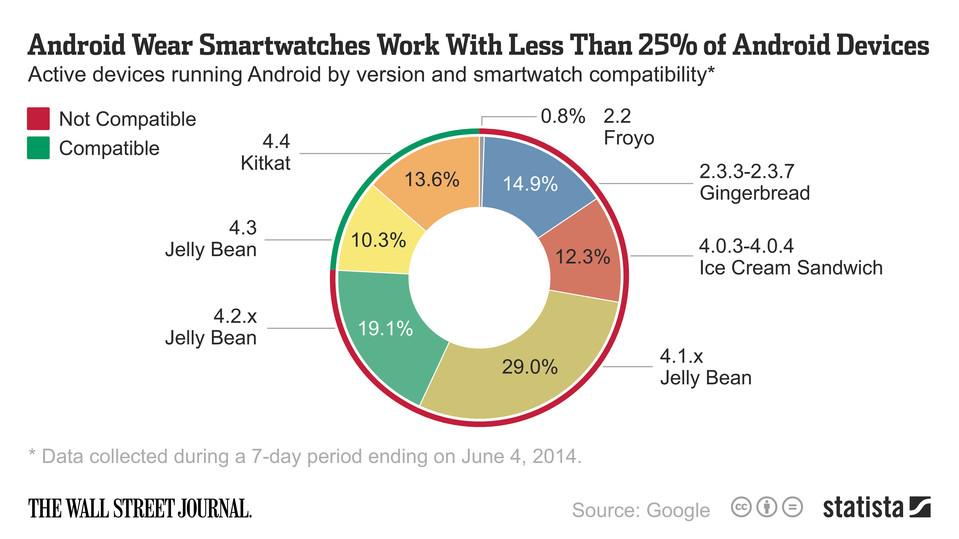 Android Wear Smartwatches Work With Less Than 25% of Android Devices
Active devices running Android by version and smartwatch compatibility*
Not Compatible
Compatible
0.8%
2.2
Froyo
14.9%
2.3.3-2.3.7
Gingerbread
12.3%
4.0.3-4.0.4
Ice Cream Sandwich
29.0%
4.1.x
Jelly Bean
19.1%
4.2.x
Jelly Bean
10.3%
4.3
Jelly Bean
13.6%
4.4
Kitkat
* Data collected during a 7-day period ending on June 4, 2014.
THE WALL STREET JOURNAL.
Source: Google
cc
statista